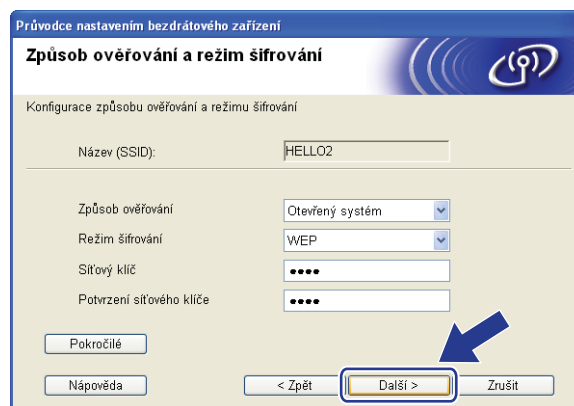 Průvodce nastavením bezdrátového zařízení
Způsob ověřování a režim šifrování
Konfigurace způsobu ověřování a režimu šifrování
Název (SSID): HELLO2
Způsob ověřování Otevřený systém
Režim šifrování WEP
Síťový klíč ●●●●
Potvrzení síťového klíče ●●●●
Pokročilé
Nápověda < Zpět Další > Zrušit